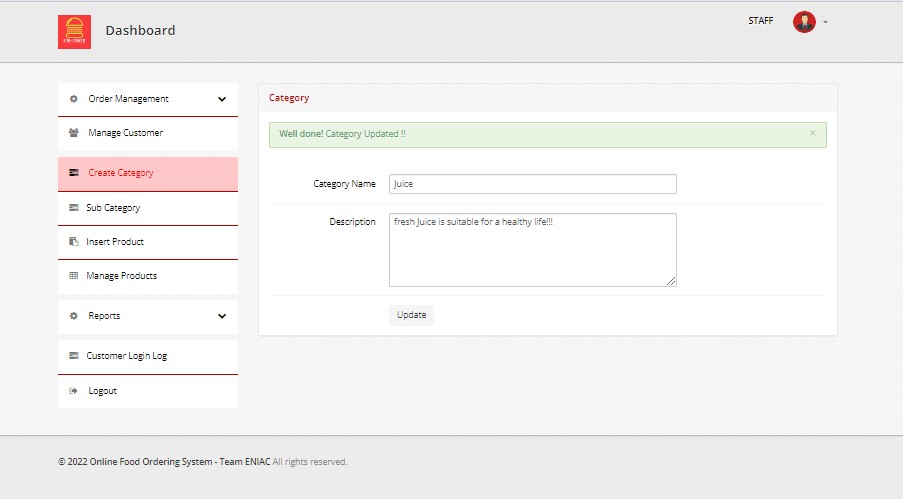 Dashboard
STAFF
Order Management
Manage Customer
Create Category
Sub Category
Insert Product
Manage Products
Reports
Customer Login Log
Logout
Category
Well done! Category Updated !!
×
Category Name
Juice
Description
fresh Juice is suitable for a healthy life!!!
Update
© 2022 Online Food Ordering System - Team ENIAC All rights reserved.